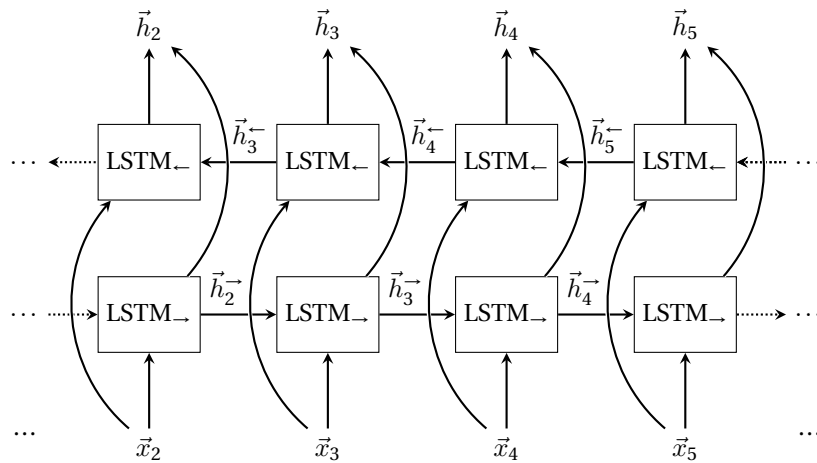 h⃗₂ h⃗₃ h⃗₄ h⃗₅
h⃗₃← h⃗₄← h⃗₅←
... LSTM← LSTM← LSTM← LSTM← ...
h⃗₂→ h⃗₃→ h⃗₄→
... LSTM→ LSTM→ LSTM→ LSTM→ ...
... x⃗₂ x⃗₃ x⃗₄ x⃗₅ ...